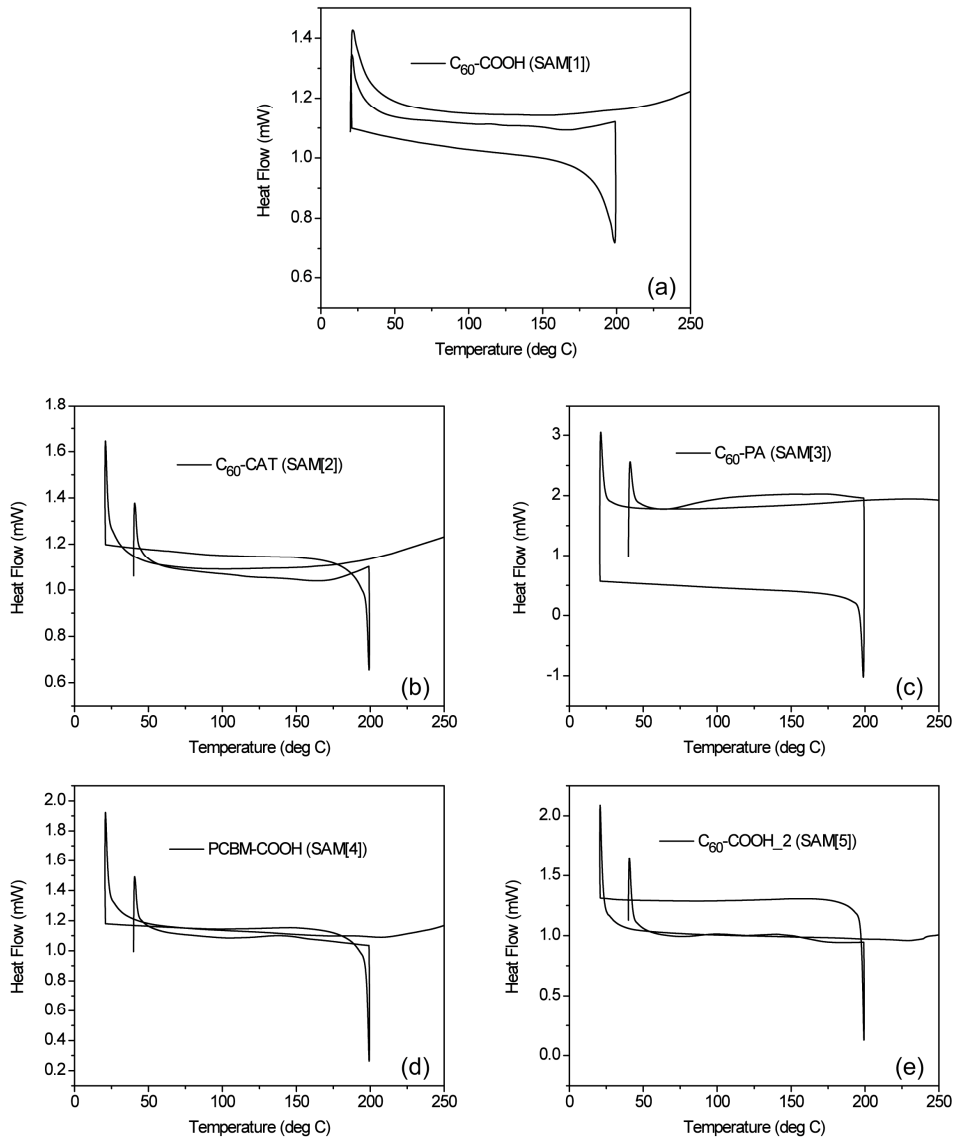 1.4
1.2
1.0
0.8
0.6
Heat Flow (mW)
C60-COOH (SAM[1])
(a)
0 50 100 150 200 250
Temperature (deg C)
1.8
1.6
1.4
1.2
1.0
0.8
0.6
Heat Flow (mW)
C60-CAT (SAM[2])
(b)
0 50 100 150 200 250
Temperature (deg C)
3
2
1
0
-1
Heat Flow (mW)
C60-PA (SAM[3])
(c)
0 50 100 150 200 250
Temperature (deg C)
2.0
1.8
1.6
1.4
1.2
1.0
0.8
0.6
0.4
0.2
Heat Flow (mW)
PCBM-COOH (SAM[4])
(d)
0 50 100 150 200 250
Temperature (deg C)
2.0
1.5
1.0
0.5
0.0
Heat Flow (mW)
C60-COOH_2 (SAM[5])
(e)
0 50 100 150 200 250
Temperature (deg C)